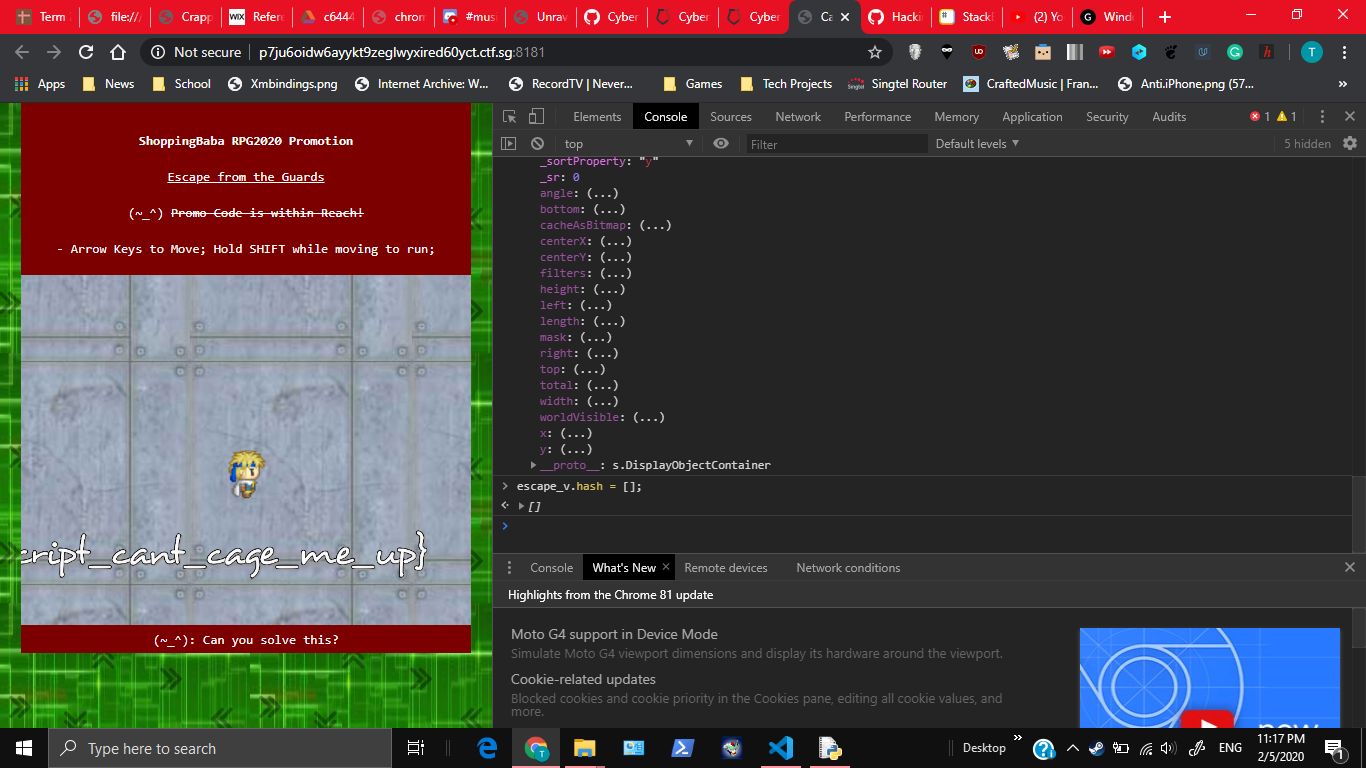 Term
file:///
Crapp
WIX Refere
c6444
chrom
#musi
Unrav
Cyber
Cyber
Cyber
Ca
Hackin
Stackl
(2) Yo
Wind
Not secure
p7ju6oidw6ayykt9zeglwyxired60yct.ctf.sg:8181
T
Apps
News
School
Xmbindings.png
Internet Archive: W...
RecordTV | Never...
Games
Tech Projects
Singtel Router
CraftedMusic | Fran...
Anti.iPhone.png (57...
»
ShoppingBaba RPG2020 Promotion
Escape from the Guards
(~_^) Promo Code is within Reach!
- Arrow Keys to Move; Hold SHIFT while moving to run;
cript_cant_cage_me_up}
(~_^): Can you solve this?
Elements Console Sources Network Performance Memory Application Security Audits 1 1
top Filter Default levels 5 hidden
_sortProperty: "y"
_sr: 0
angle: (...)
bottom: (...)
cacheAsBitmap: (...)
centerX: (...)
centerY: (...)
filters: (...)
height: (...)
left: (...)
length: (...)
mask: (...)
right: (...)
top: (...)
total: (...)
width: (...)
worldVisible: (...)
x: (...)
y: (...)
__proto__: s.DisplayObjectContainer
> escape_v.hash = [];
[]
>
Console What's New Remote devices Network conditions
Highlights from the Chrome 81 update
Moto G4 support in Device Mode
Simulate Moto G4 viewport dimensions and display its hardware around the viewport.
Cookie-related updates
Blocked cookies and cookie priority in the Cookies pane, editing all cookie values, and
more.
new
Type here to search
Desktop
»
ENG
11:17 PM
2/5/2020
1